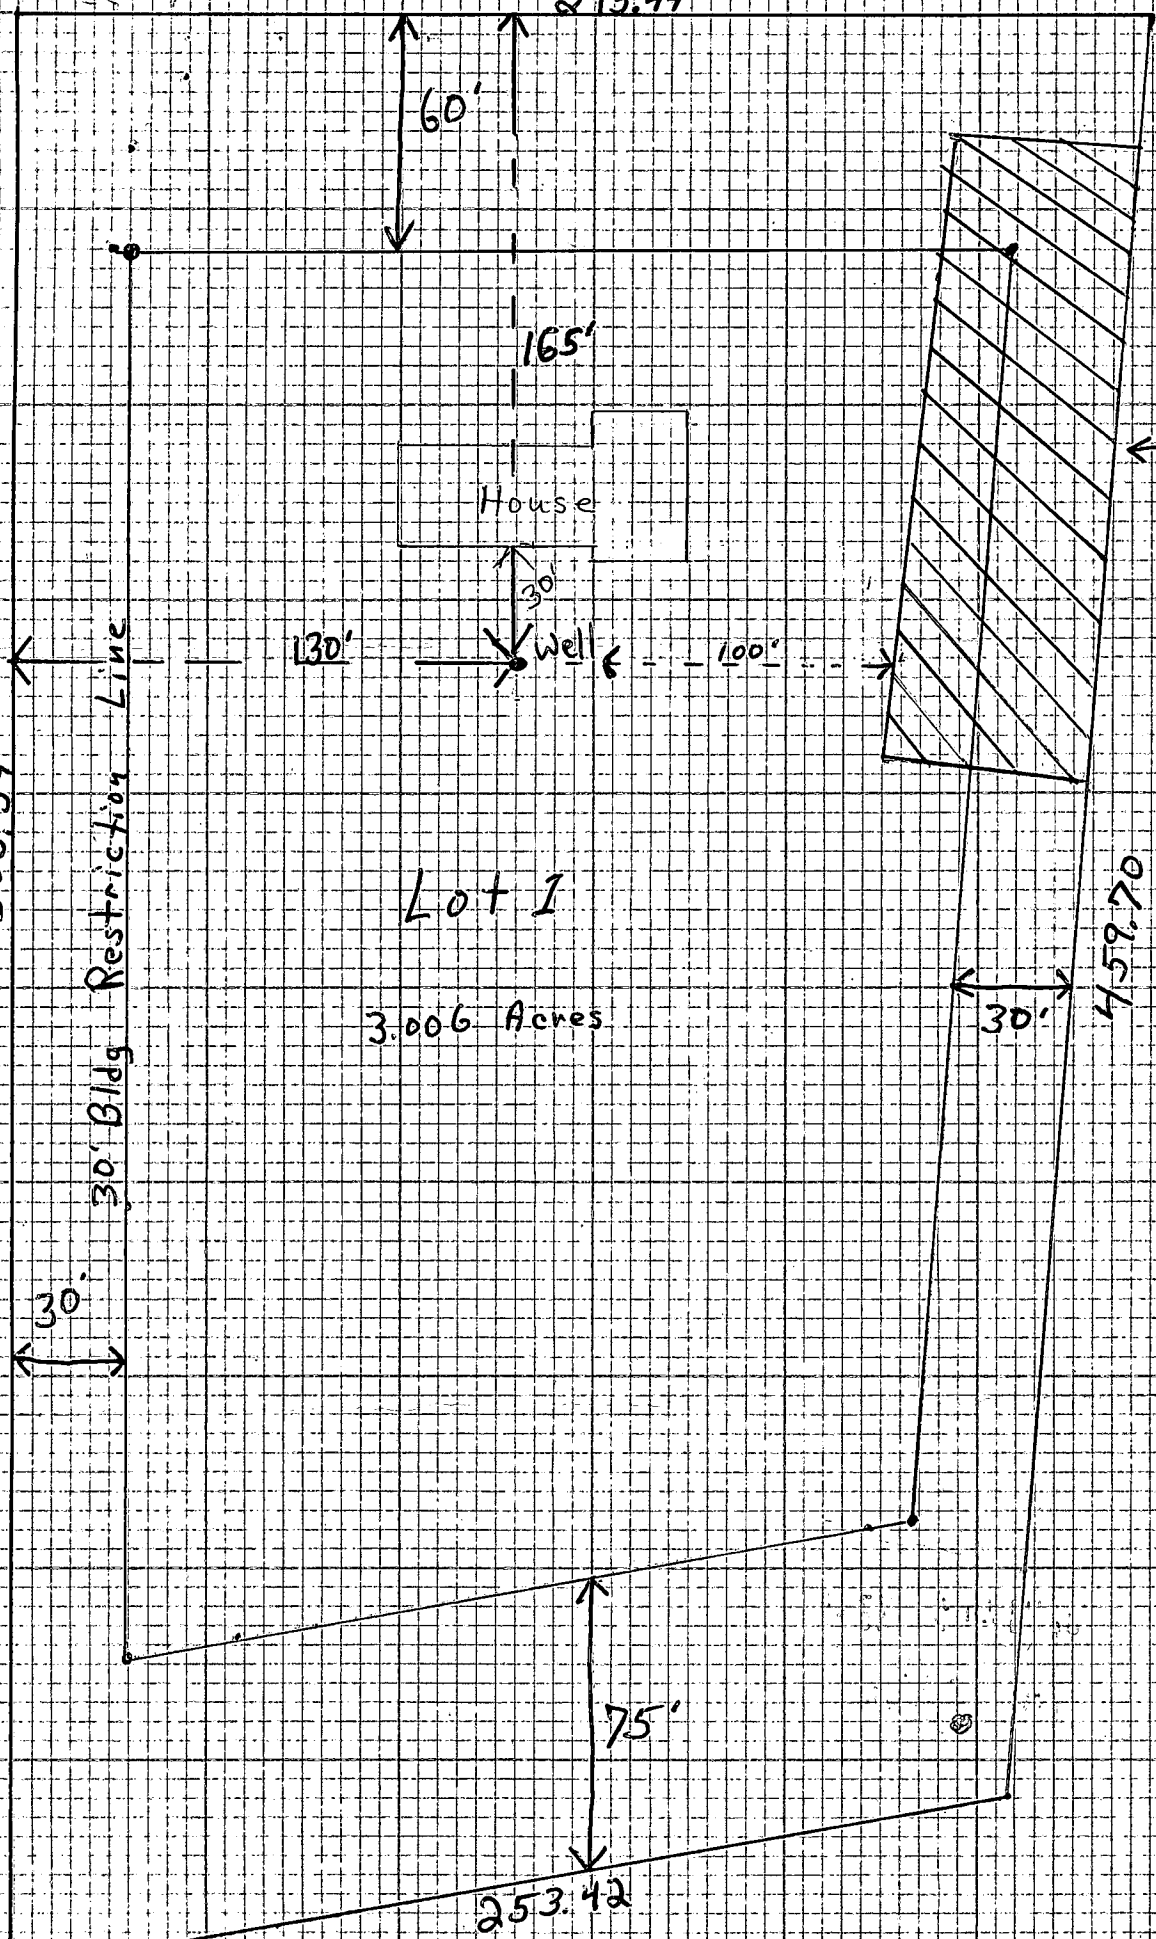 60'
165'
House
30'
Well
130'
100'
30' Bldg Restriction Line
Lot 1
3.006 Acres
30'
459.70
30'
75'
253.42